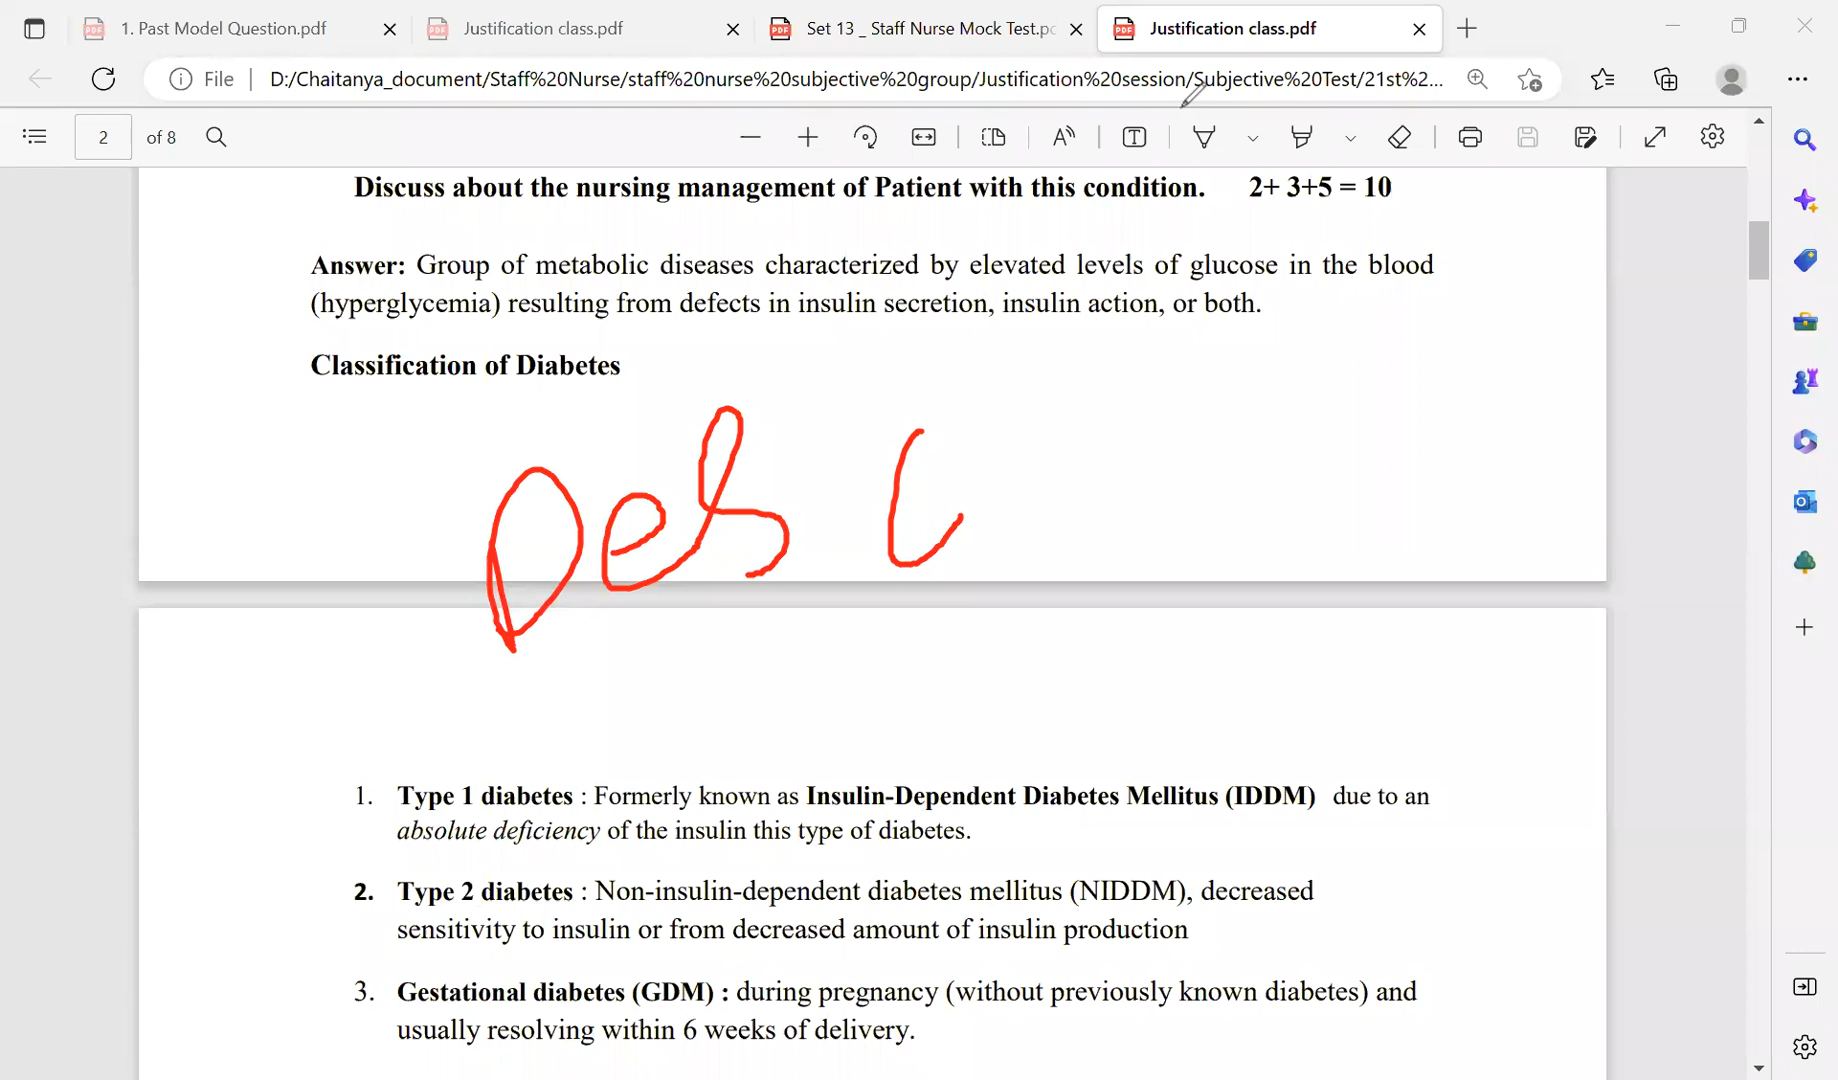 1. Past Model Question.pdf
Justification class.pdf
Set 13 _ Staff Nurse Mock Test.pc
Justification class.pdf
File
D:/Chaitanya_document/Staff%20Nurse/staff%20nurse%20subjective%20group/Justification%20session/Subjective%20Test/21st%2...
2 of 8
Discuss about the nursing management of Patient with this condition. 2+ 3+5 = 10
Answer: Group of metabolic diseases characterized by elevated levels of glucose in the blood
(hyperglycemia) resulting from defects in insulin secretion, insulin action, or both.
Classification of Diabetes
1. Type 1 diabetes : Formerly known as Insulin-Dependent Diabetes Mellitus (IDDM) due to an
absolute deficiency of the insulin this type of diabetes.
2. Type 2 diabetes : Non-insulin-dependent diabetes mellitus (NIDDM), decreased
sensitivity to insulin or from decreased amount of insulin production
3. Gestational diabetes (GDM) : during pregnancy (without previously known diabetes) and
usually resolving within 6 weeks of delivery.